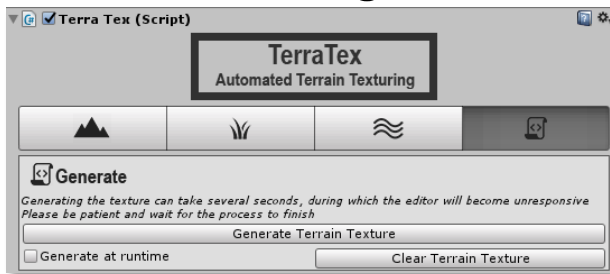 Terra Tex (Script)
TerraTex
Automated Terrain Texturing
Generate
Generating the texture can take several seconds, during which the editor will become unresponsive
Please be patient and wait for the process to finish
Generate Terrain Texture
Generate at runtime
Clear Terrain Texture